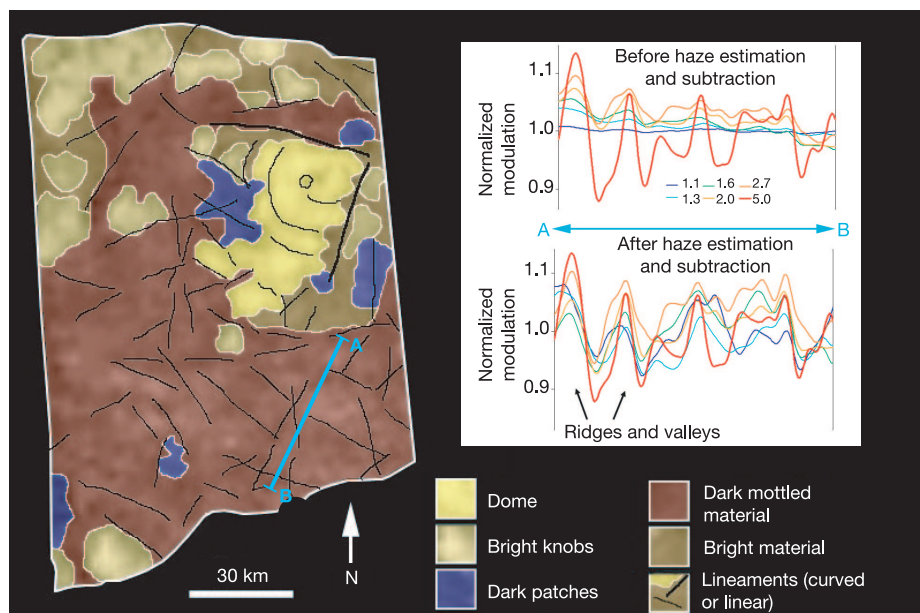 Before haze estimation
and subtraction
Normalized
modulation
1.1
1.0
0.9
1.1 1.6 2.7
1.3 2.0 5.0
A B
After haze estimation
and subtraction
Normalized
modulation
1.1
1.0
0.9
Ridges and valleys
A
B
30 km
N
Dome
Bright knobs
Dark patches
Dark mottled
material
Bright material
Lineaments (curved
or linear)